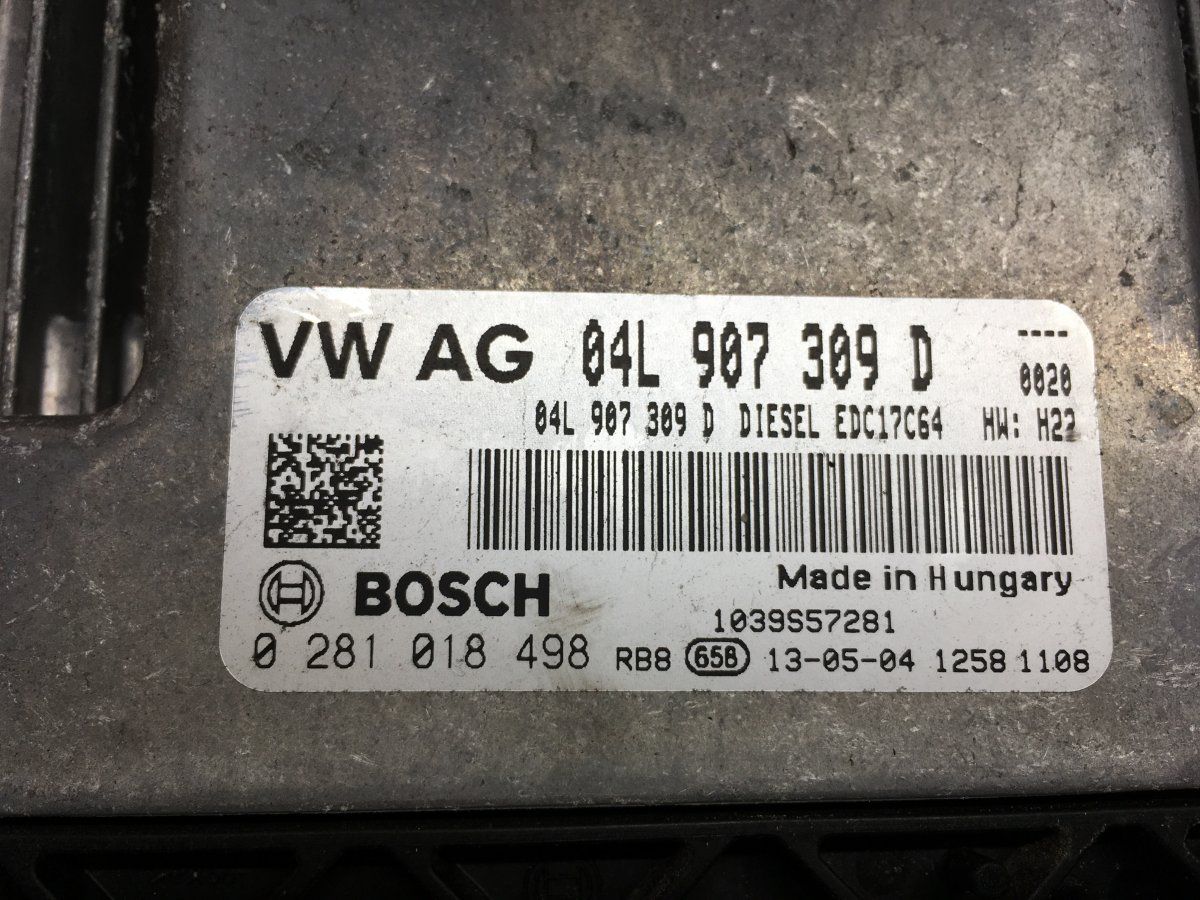 VW AG 04L 907 309 D ----
0020
04L 907 309 D DIESEL EDC17C64 HW: H22
BOSCH
Made in Hungary
1039S57281
0 281 018 498 RB8 65B 13-05-04 1258 1108